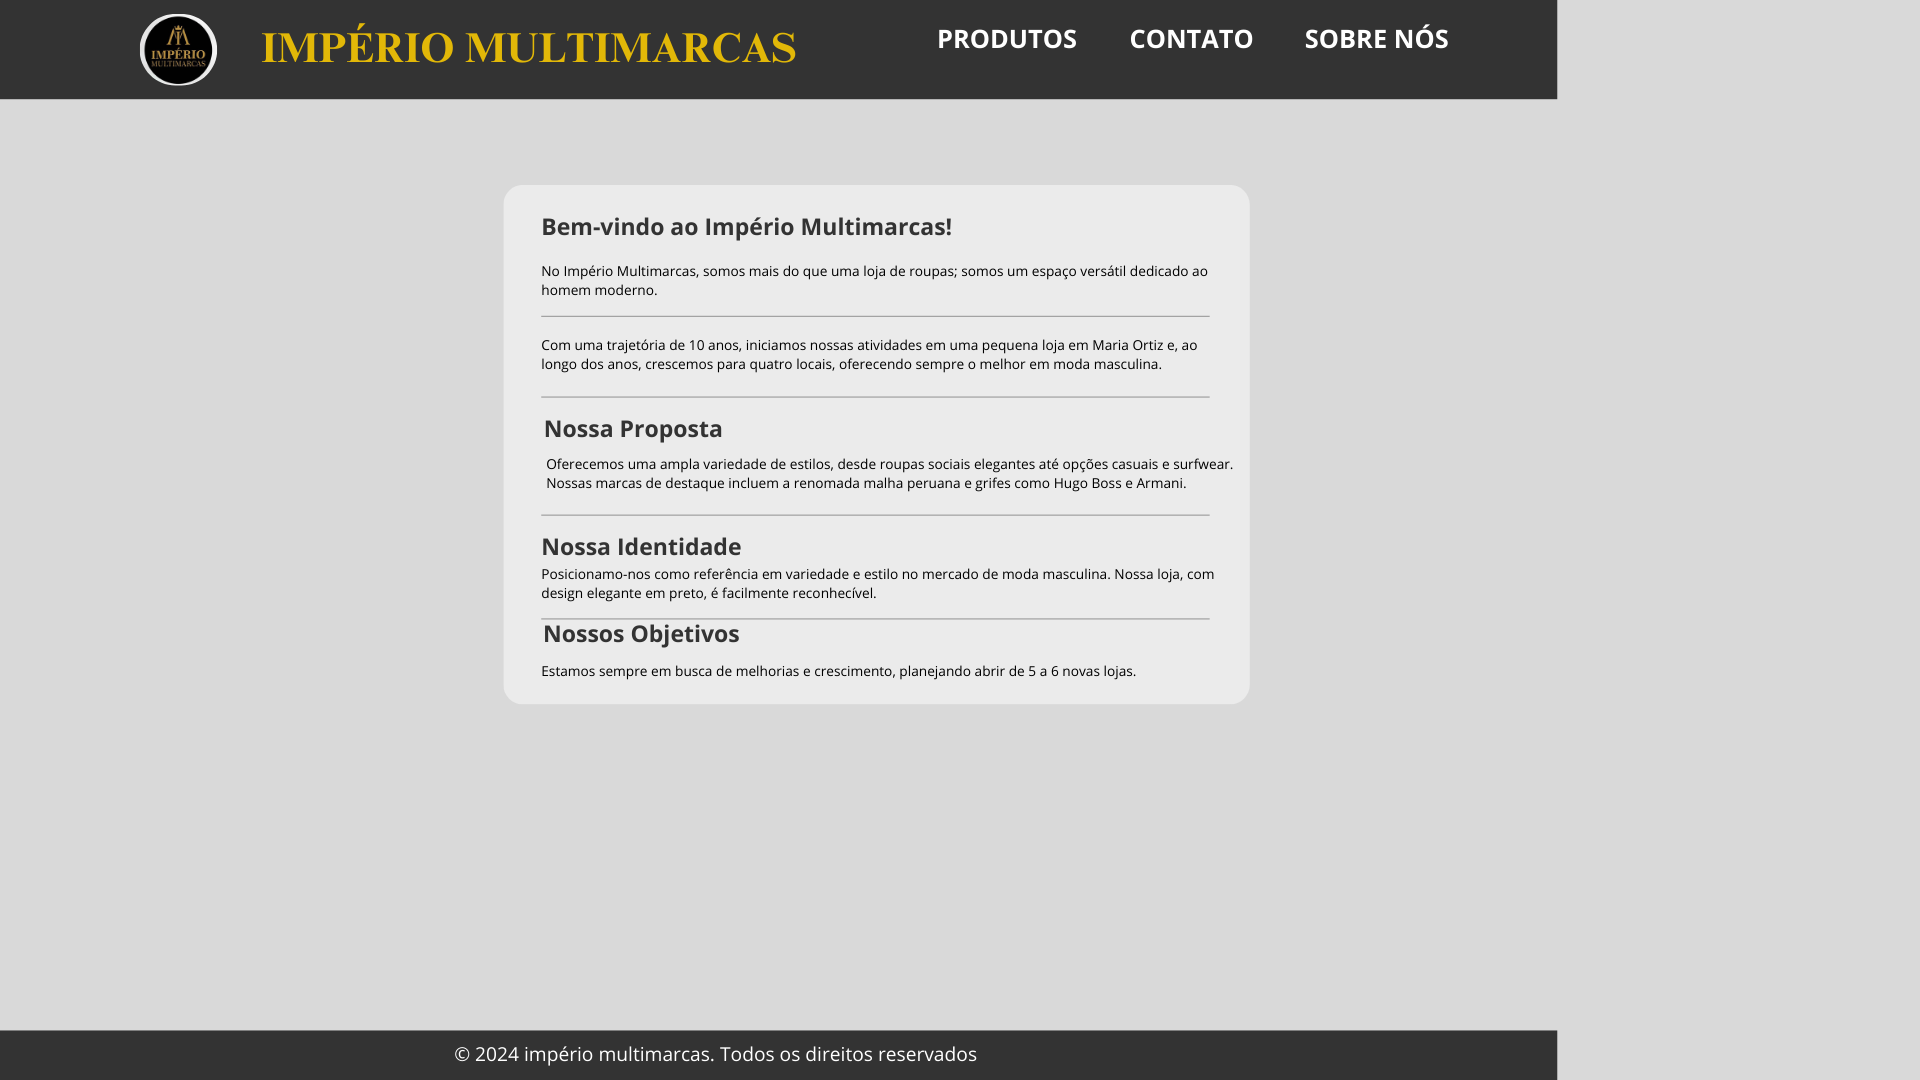 IMPÉRIO
MULTIMARCAS
IMPÉRIO MULTIMARCAS
PRODUTOS
CONTATO
SOBRE NÓS
Bem-vindo ao Império Multimarcas!
No Império Multimarcas, somos mais do que uma loja de roupas; somos um espaço versátil dedicado ao
homem moderno.
Com uma trajetória de 10 anos, iniciamos nossas atividades em uma pequena loja em Maria Ortiz e, ao
longo dos anos, crescemos para quatro locais, oferecendo sempre o melhor em moda masculina.
Nossa Proposta
Oferecemos uma ampla variedade de estilos, desde roupas sociais elegantes até opções casuais e surfwear.
Nossas marcas de destaque incluem a renomada malha peruana e grifes como Hugo Boss e Armani.
Nossa Identidade
Posicionamo-nos como referência em variedade e estilo no mercado de moda masculina. Nossa loja, com
design elegante em preto, é facilmente reconhecível.
Nossos Objetivos
Estamos sempre em busca de melhorias e crescimento, planejando abrir de 5 a 6 novas lojas.
© 2024 império multimarcas. Todos os direitos reservados